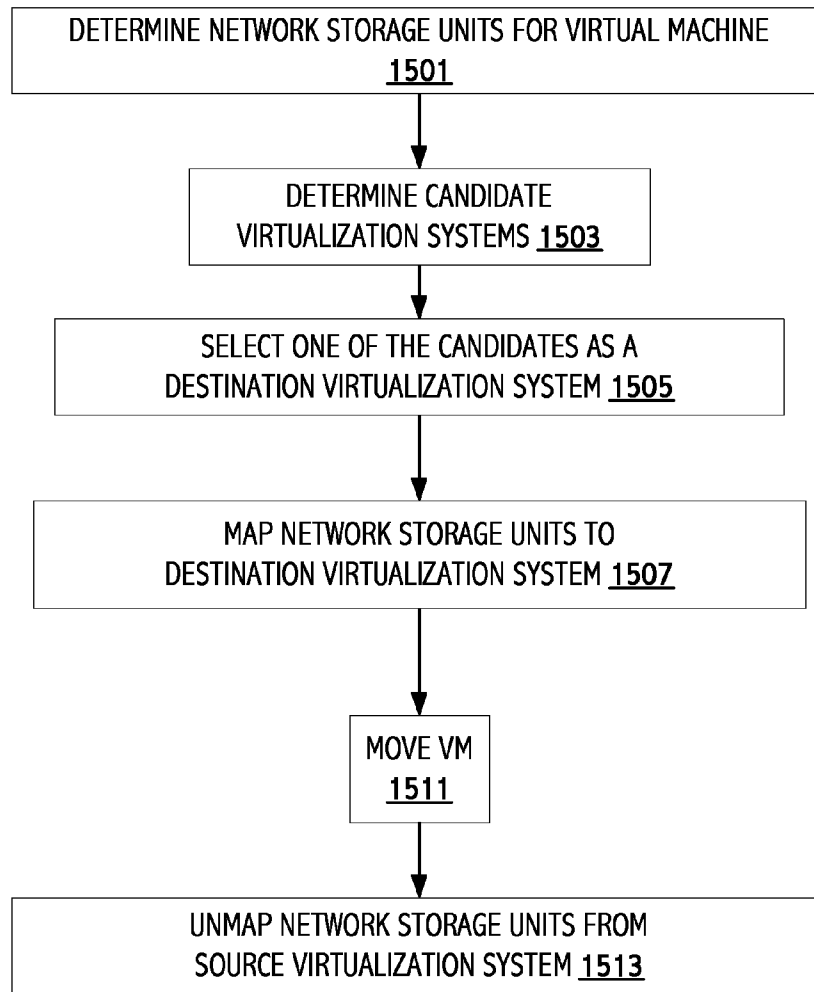 DETERMINE NETWORK STORAGE UNITS FOR VIRTUAL MACHINE
1501
DETERMINE CANDIDATE
VIRTUALIZATION SYSTEMS 1503
SELECT ONE OF THE CANDIDATES AS A
DESTINATION VIRTUALIZATION SYSTEM 1505
MAP NETWORK STORAGE UNITS TO
DESTINATION VIRTUALIZATION SYSTEM 1507
MOVE VM
1511
UNMAP NETWORK STORAGE UNITS FROM
SOURCE VIRTUALIZATION SYSTEM 1513